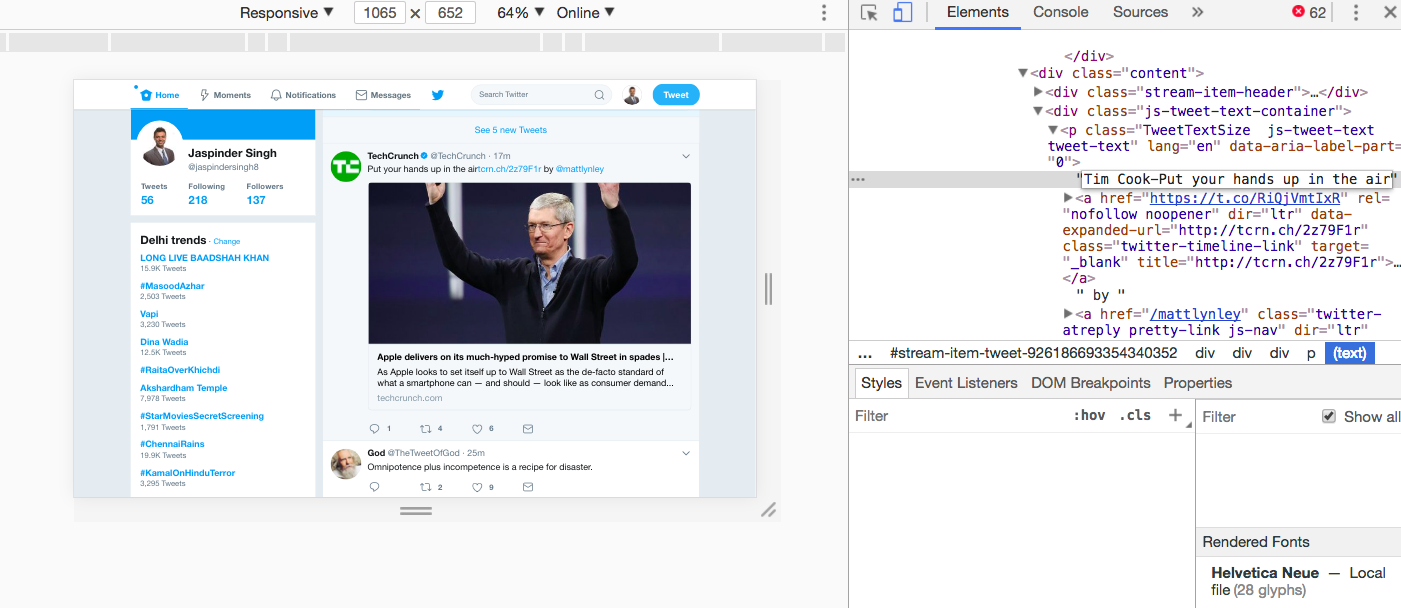 Responsive ▼ 1065 × 652 64% ▼ Online ▼
Home Moments Notifications Messages Search Twitter Tweet
Jaspinder Singh
@jaspindersingh8
Tweets Following Followers
56 218 137
Delhi trends · Change
LONG LIVE BAADSHAH KHAN
15.9K Tweets
#MasoodAzhar
2,503 Tweets
Vapi
3,230 Tweets
Dina Wadia
12.5K Tweets
#RaitaOverKhichdi
Akshardham Temple
7,978 Tweets
#StarMoviesSecretScreening
1,791 Tweets
#ChennaiRains
19.9K Tweets
#KamalOnHinduTerror
3,295 Tweets
See 5 new Tweets
TC
TechCrunch @TechCrunch · 17m
Put your hands up in the airtcrn.ch/2z79F1r by @mattlynley
Apple delivers on its much-hyped promise to Wall Street in spades |...
As Apple looks to set itself up to Wall Street as the de-facto standard of
what a smartphone can — and should — look like as consumer demand...
techcrunch.com
1 4 6
God @TheTweetOfGod · 25m
Omnipotence plus incompetence is a recipe for disaster.
2 9
Elements Console Sources » 62
</div>
▼<div class="content">
▶<div class="stream-item-header">…</div>
▼<div class="js-tweet-text-container">
▼<p class="TweetTextSize js-tweet-text
tweet-text" lang="en" data-aria-label-part=
"0">
"Tim Cook-Put your hands up in the air"
▶<a href="https://t.co/RiQjVmtIxR" rel=
"nofollow noopener" dir="ltr" data-
expanded-url="http://tcrn.ch/2z79F1r"
class="twitter-timeline-link" target=
"_blank" title="http://tcrn.ch/2z79F1r">…
</a>
" by "
▶<a href="/mattlynley" class="twitter-
atreply pretty-link js-nav" dir="ltr"
... #stream-item-tweet-926186693354340352 div div div p (text)
Styles Event Listeners DOM Breakpoints Properties
Filter :hov .cls +
Filter Show all
Rendered Fonts
Helvetica Neue — Local
file (28 glyphs)